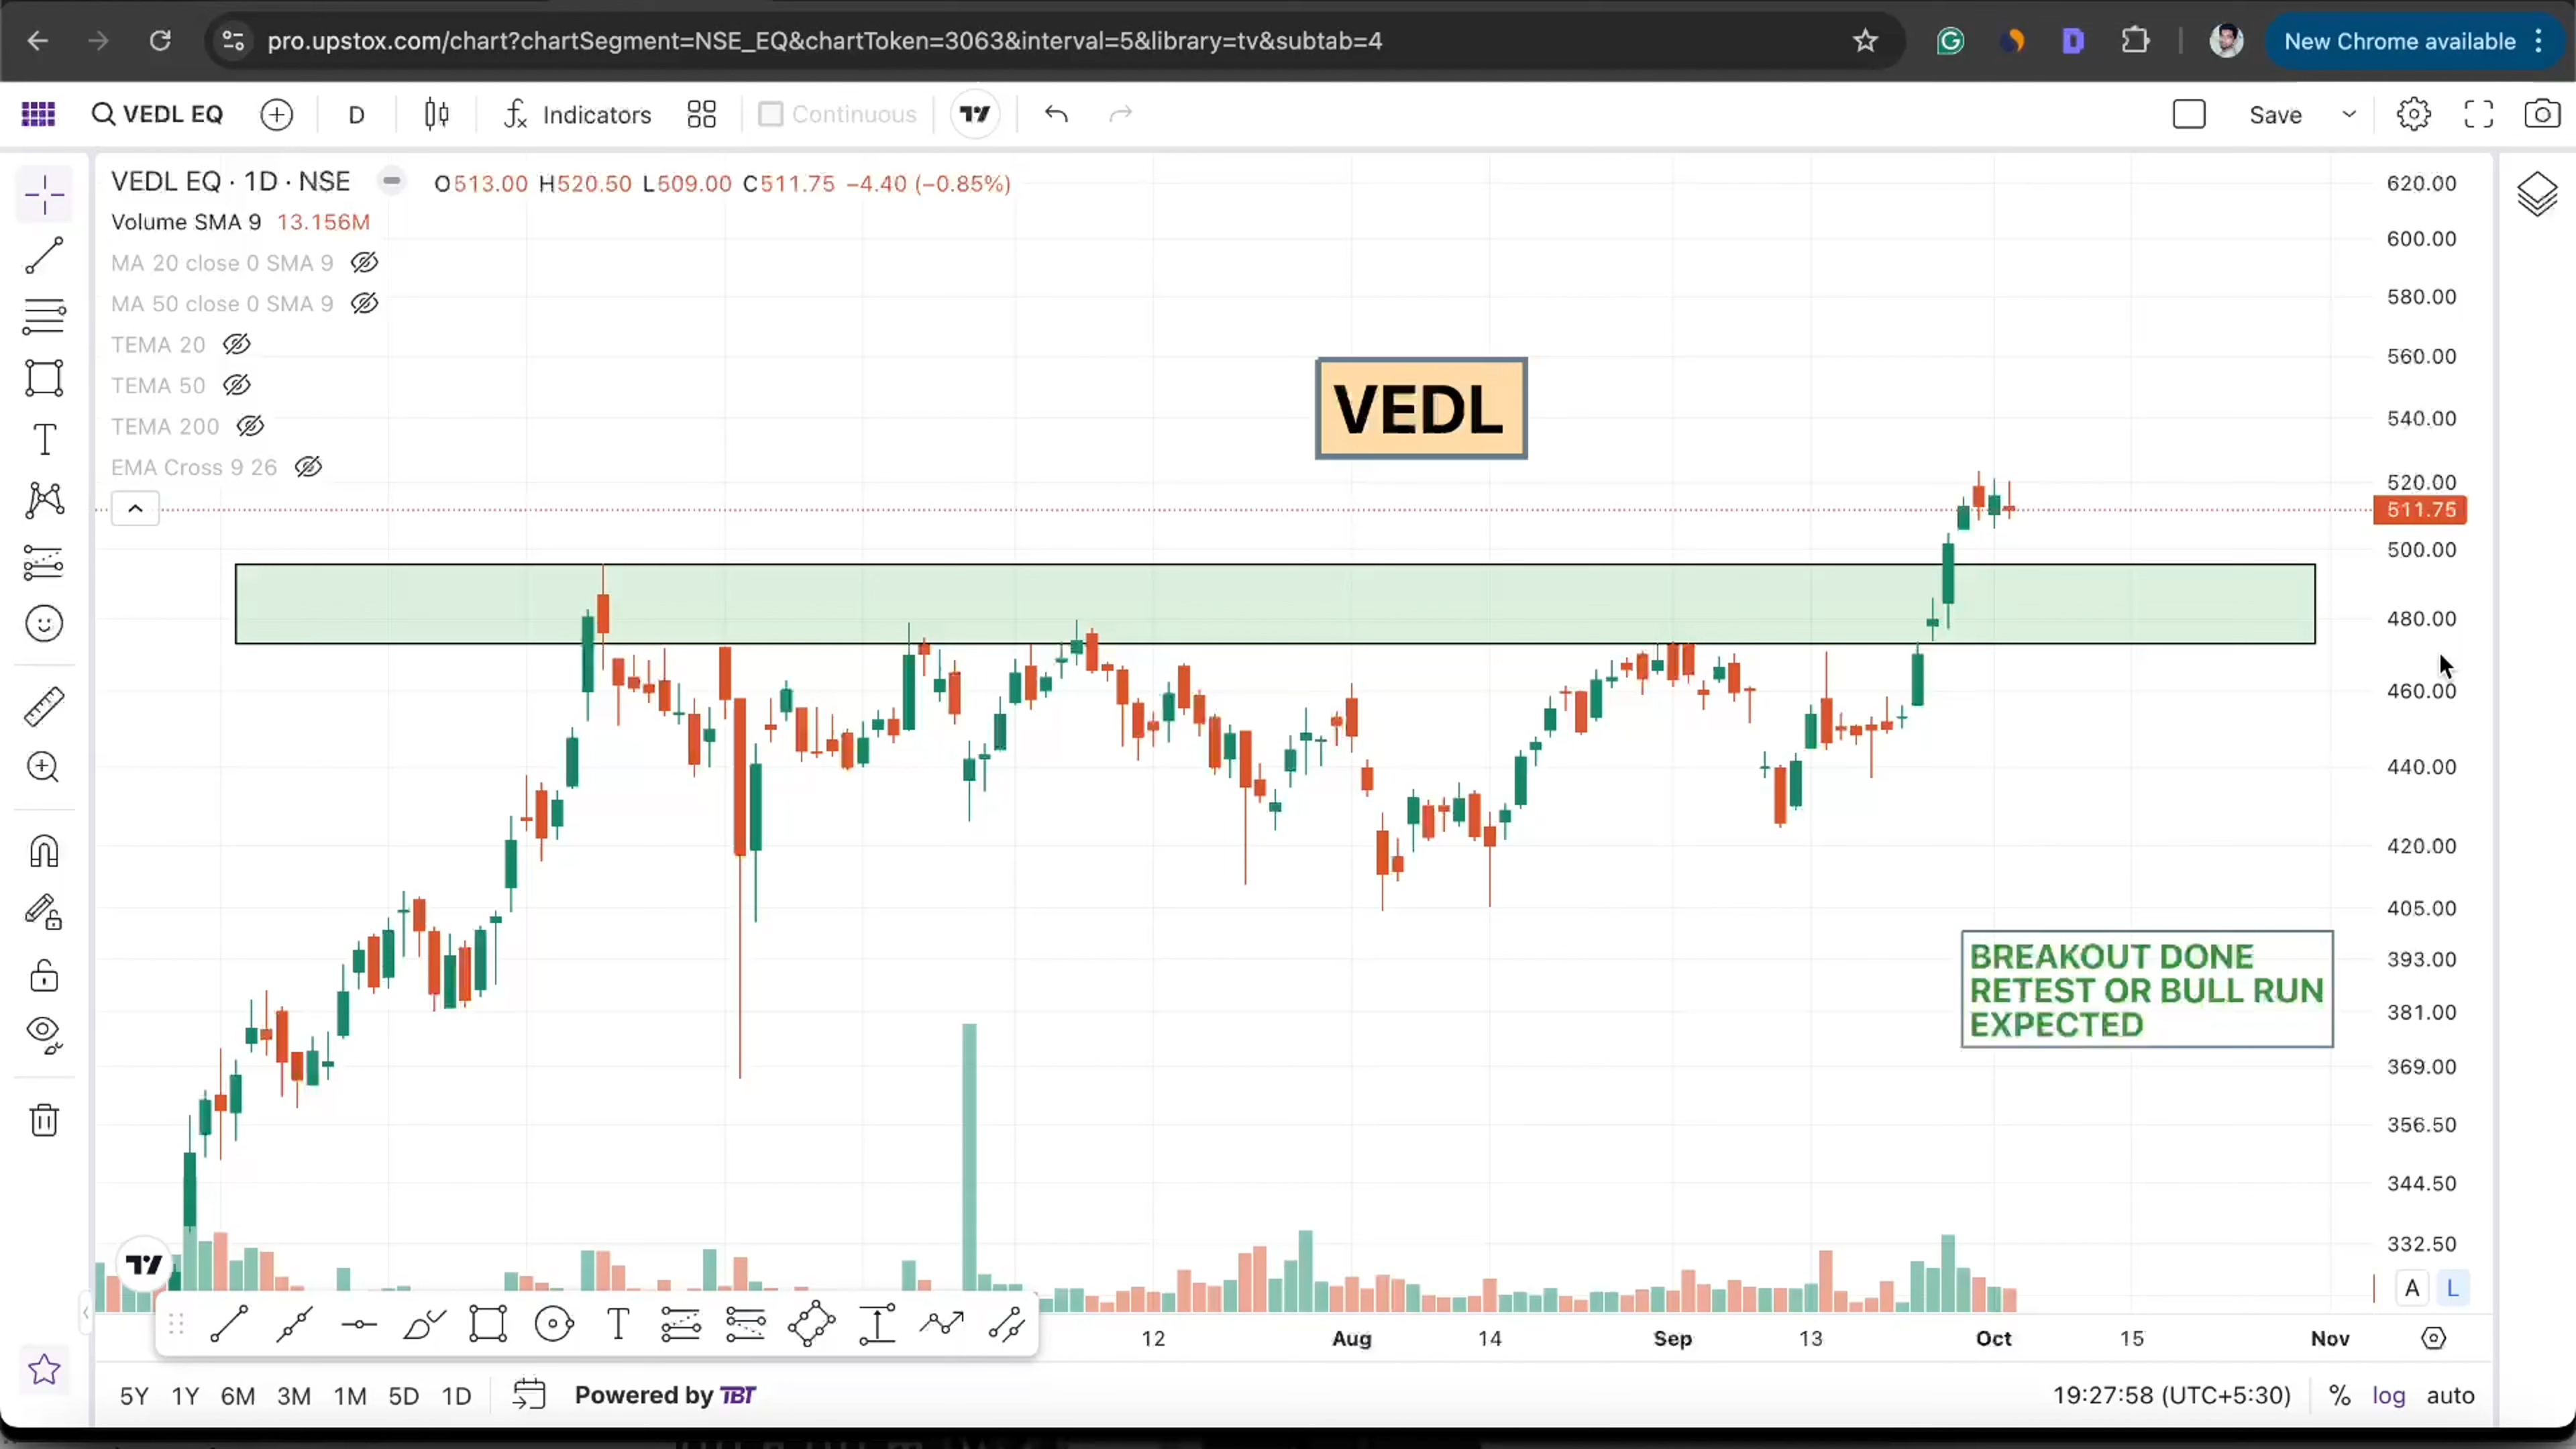 pro.upstox.com/chart?chartSegment=NSE_EQ&chartToken=3063&interval=5&library=tv&subtab=4
New Chrome available
VEDL EQ D Indicators Continuous Save
VEDL EQ · 1D · NSE O513.00 H520.50 L509.00 C511.75 −4.40 (−0.85%)
Volume SMA 9 13.156M
MA 20 close 0 SMA 9
MA 50 close 0 SMA 9
TEMA 20
TEMA 50
TEMA 200
EMA Cross 9 26
VEDL
620.00
600.00
580.00
560.00
540.00
520.00
511.75
500.00
480.00
460.00
440.00
420.00
405.00
393.00
381.00
369.00
356.50
344.50
332.50
BREAKOUT DONE
RETEST OR BULL RUN
EXPECTED
A L
12 Aug 14 Sep 13 Oct 15 Nov
5Y 1Y 6M 3M 1M 5D 1D Powered by TBT 19:27:58 (UTC+5:30) % log auto